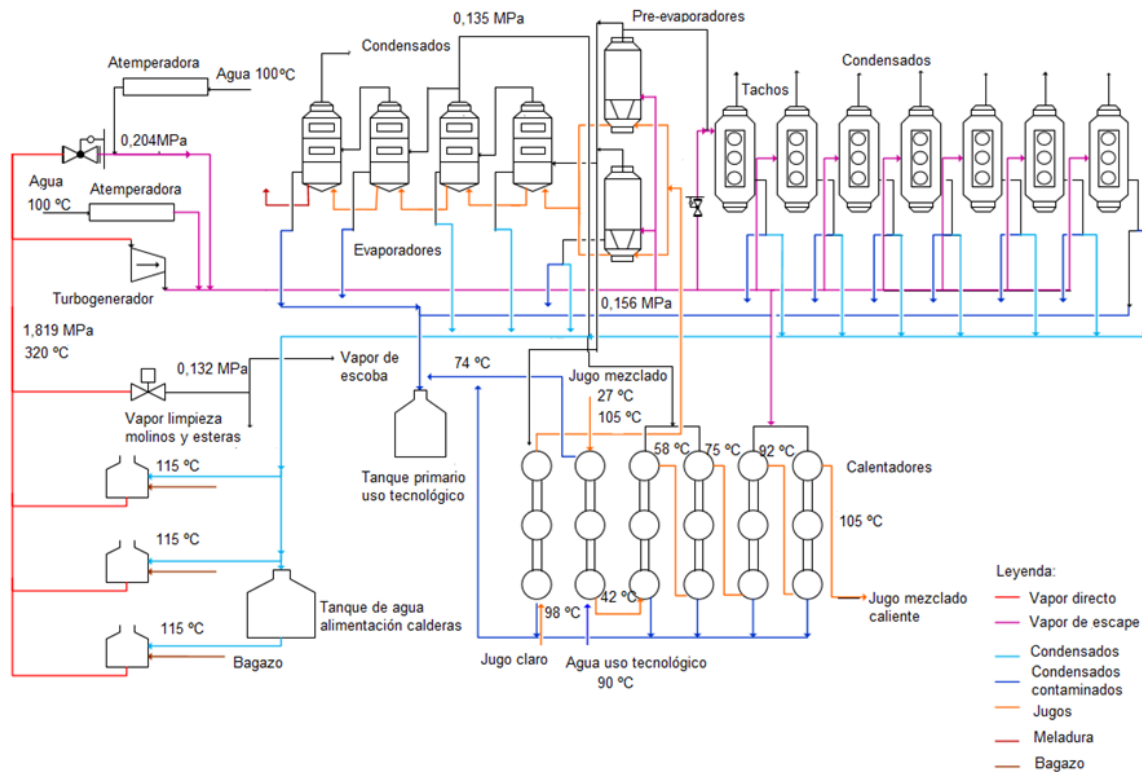 0,135 MPa
Pre-evaporadores
Condensados
Condensados
Atemperadora
Agua 100ºC
Tachos
0,204MPa
Agua
100 ºC
Atemperadora
Evaporadores
Turbogenerador
0,156 MPa
1,819 MPa
320 ºC
0,132 MPa
Vapor de
escoba
74 ºC
Jugo mezclado
27 ºC
105 ºC
Vapor limpieza
molinos y esteras
58 ºC
75 ºC
92 ºC
Calentadores
115 ºC
Tanque primario
uso tecnológico
105 ºC
115 ºC
Leyenda:
Vapor directo
Vapor de escape
Condensados
Condensados
contaminados
Jugos
Meladura
Bagazo
42 ºC
98 ºC
Jugo mezclado
caliente
Tanque de agua
alimentación calderas
115 ºC
Bagazo
Jugo claro
Agua uso tecnológico
90 ºC